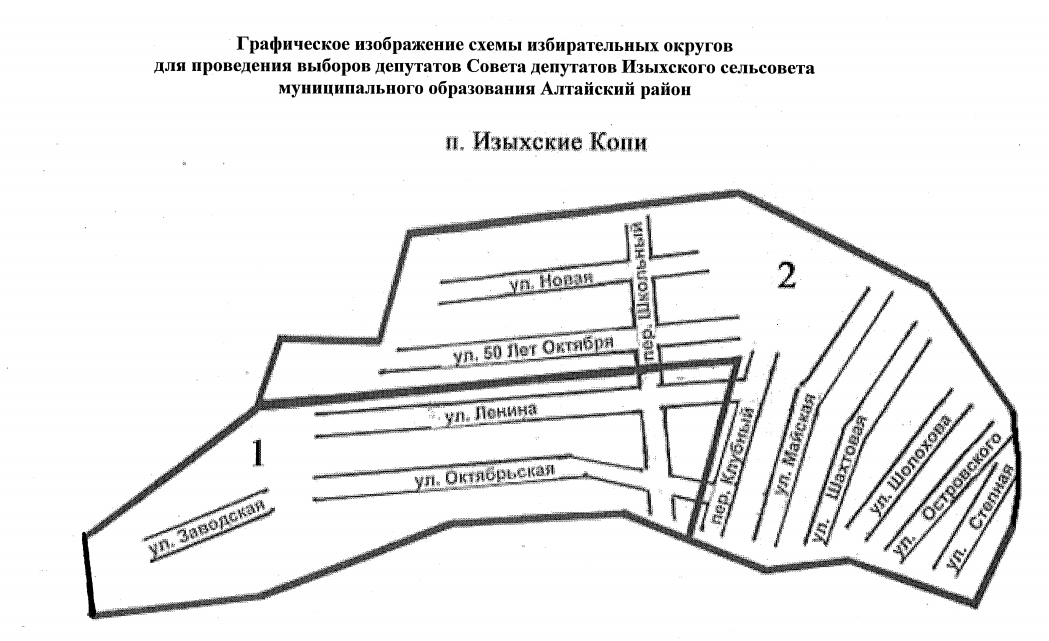 Графическое изображение схемы избирательных округов
для проведения выборов депутатов Совета депутатов Изыхского сельсовета
муниципального образования Алтайский район
п. Изыхские Копи
пер. Школьный
2
ул. Новая
ул. 50 Лет Октября
ул. Ленина
1
ул. Октябрьская
ул. Заводская
пер. Клубный
ул. Майская
ул. Шахтовая
ул. Шолохова
ул. Островского
ул. Степная